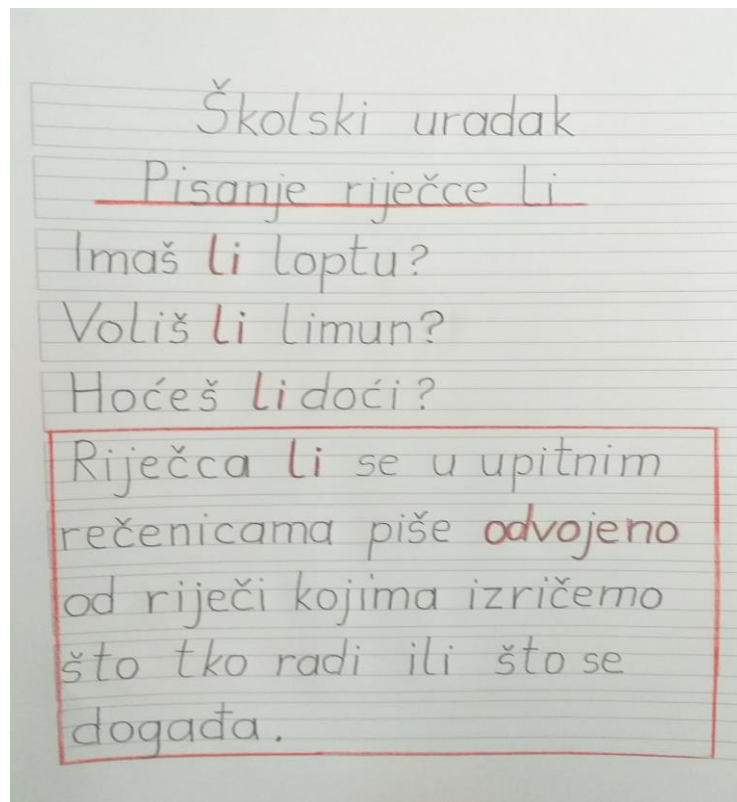 Školski uradak
Pisanje riječce li
Imaš li loptu?
Voliš li limun?
Hoćeš li doći?
Riječca li se u upitnim
rečenicama piše odvojeno
od riječi kojima izričemo
što tko radi ili što se
događa.